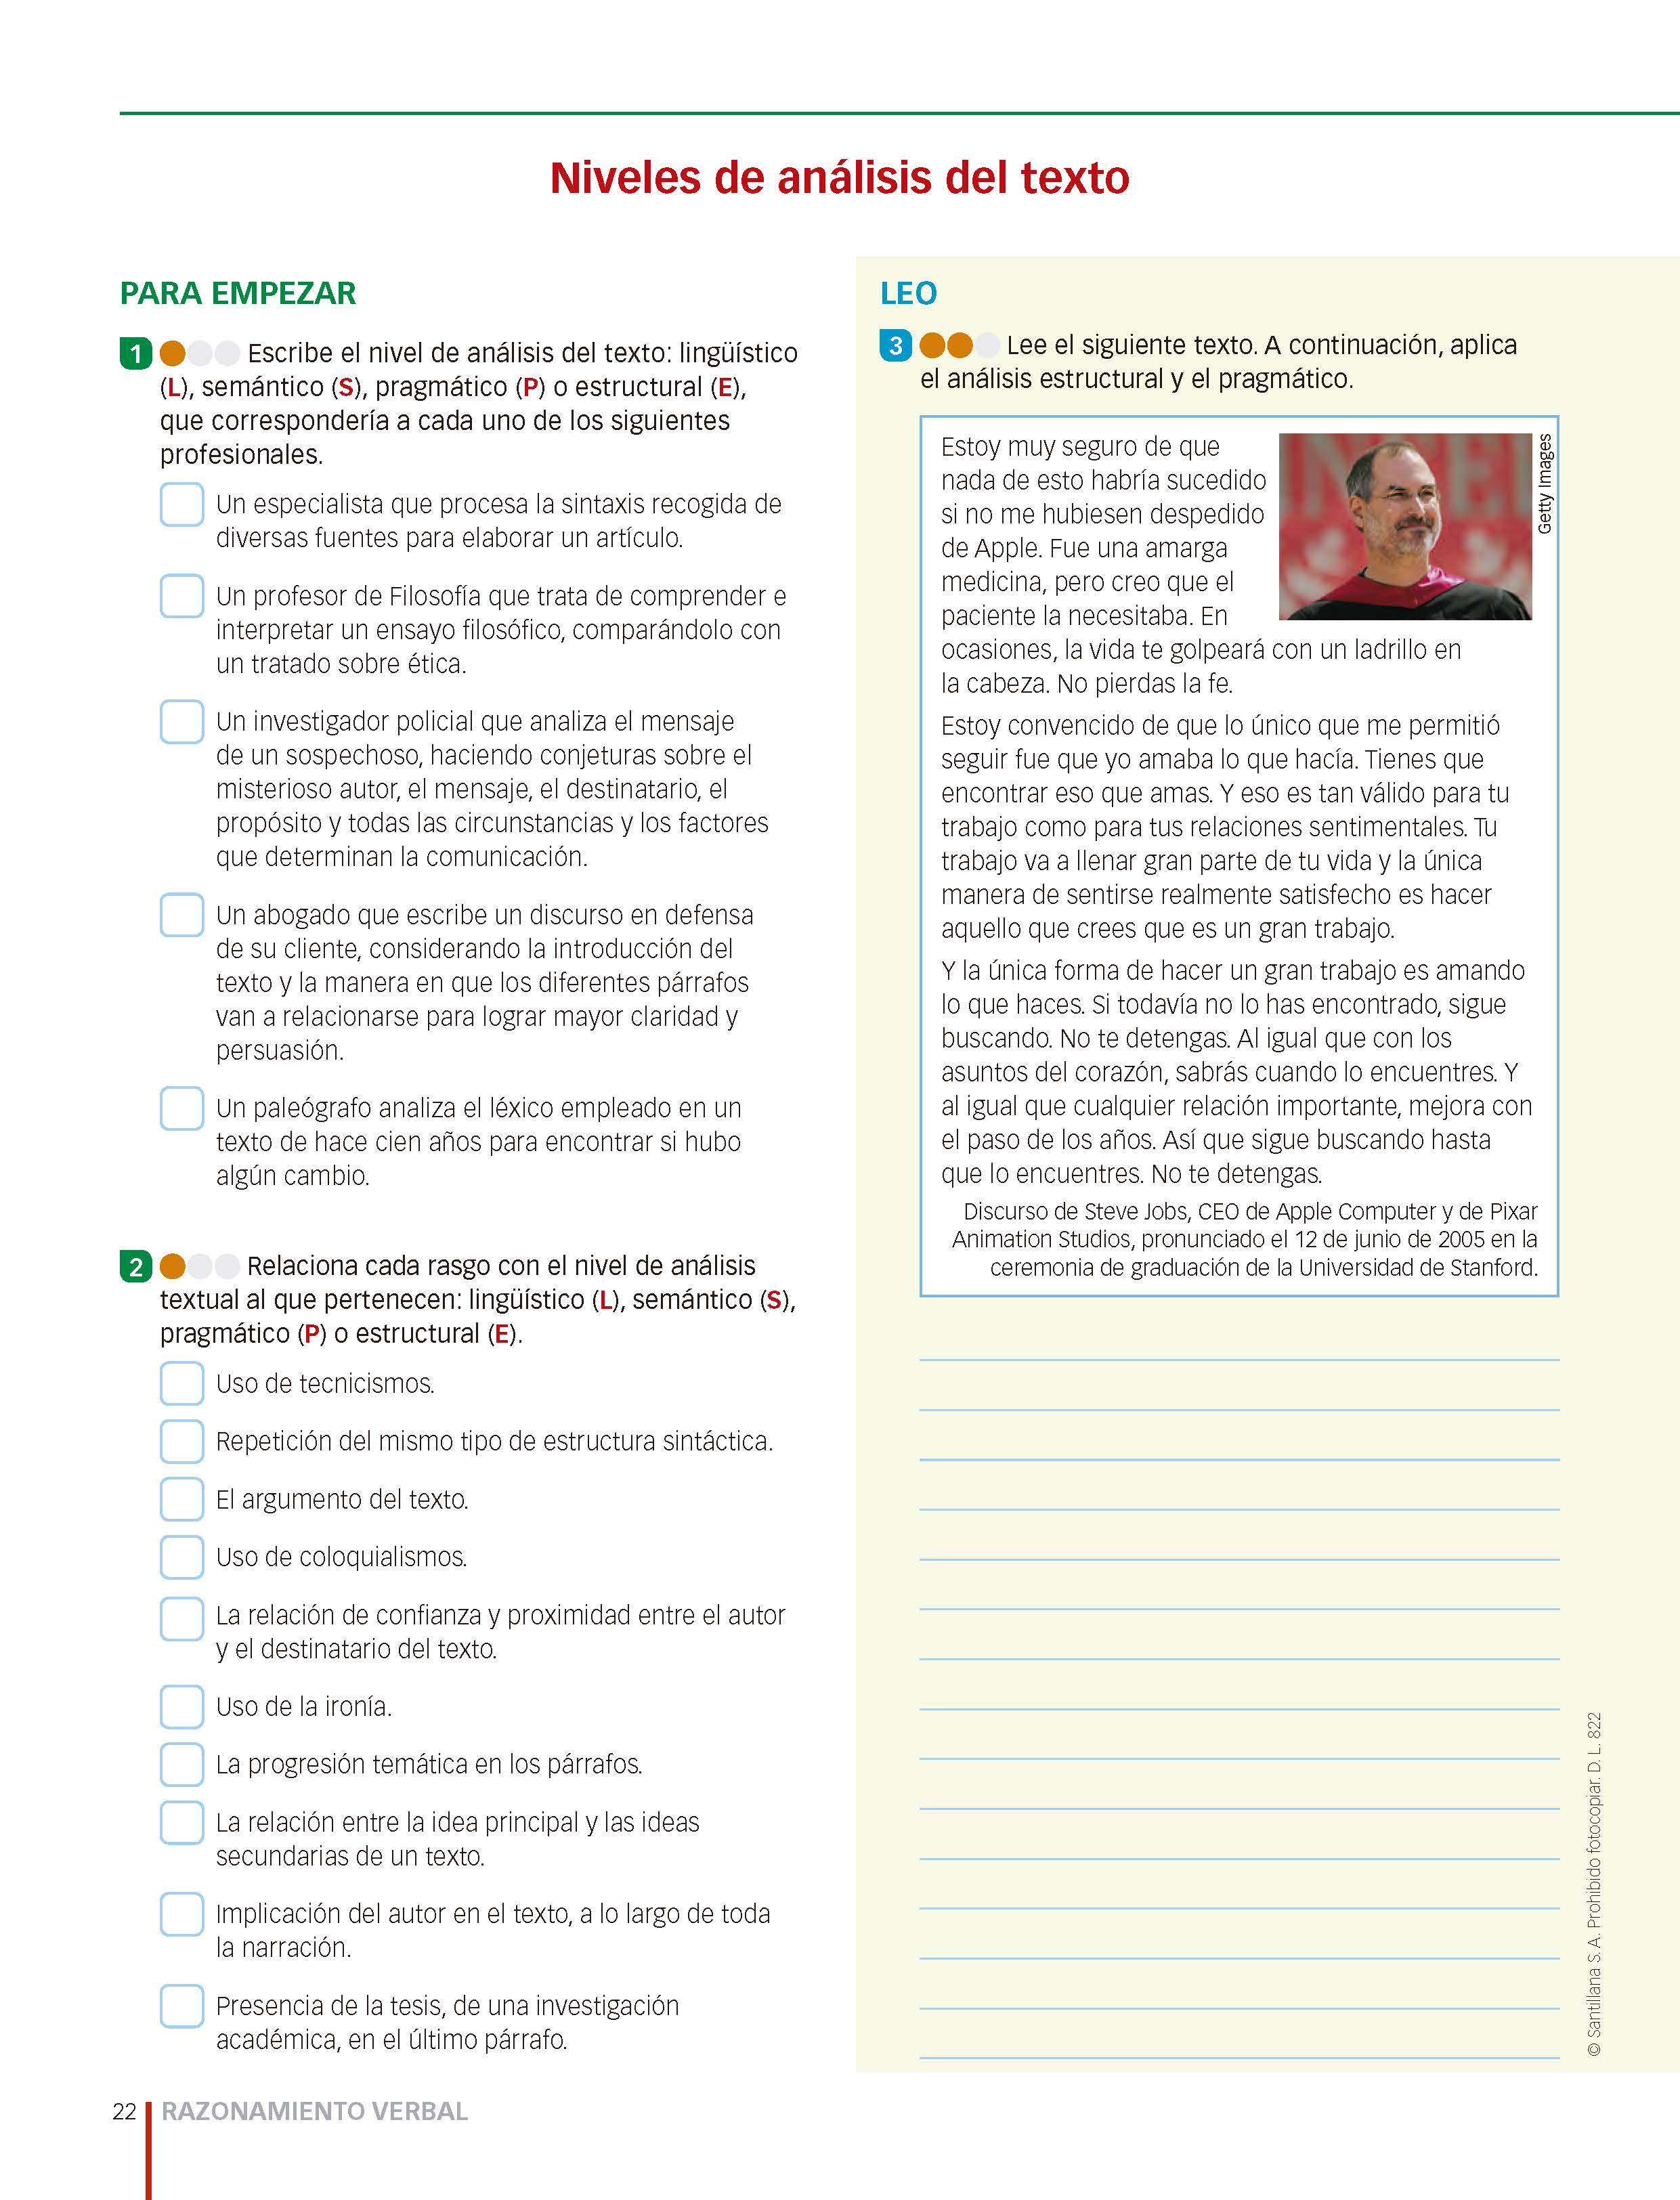 Niveles de análisis del texto
PARA EMPEZAR
1 Escribe el nivel de análisis del texto: lingüístico
(L), semántico (S), pragmático (P) o estructural (E),
que correspondería a cada uno de los siguientes
profesionales.
Un especialista que procesa la sintaxis recogida de
diversas fuentes para elaborar un artículo.
Un profesor de Filosofía que trata de comprender e
interpretar un ensayo filosófico, comparándolo con
un tratado sobre ética.
Un investigador policial que analiza el mensaje
de un sospechoso, haciendo conjeturas sobre el
misterioso autor, el mensaje, el destinatario, el
propósito y todas las circunstancias y los factores
que determinan la comunicación.
Un abogado que escribe un discurso en defensa
de su cliente, considerando la introducción del
texto y la manera en que los diferentes párrafos
van a relacionarse para lograr mayor claridad y
persuasión.
Un paleógrafo analiza el léxico empleado en un
texto de hace cien años para encontrar si hubo
algún cambio.
2 Relaciona cada rasgo con el nivel de análisis
textual al que pertenecen: lingüístico (L), semántico (S),
pragmático (P) o estructural (E).
Uso de tecnicismos.
Repetición del mismo tipo de estructura sintáctica.
El argumento del texto.
Uso de coloquialismos.
La relación de confianza y proximidad entre el autor
y el destinatario del texto.
Uso de la ironía.
La progresión temática en los párrafos.
La relación entre la idea principal y las ideas
secundarias de un texto.
Implicación del autor en el texto, a lo largo de toda
la narración.
Presencia de la tesis, de una investigación
académica, en el último párrafo.
LEO
3 Lee el siguiente texto. A continuación, aplica
el análisis estructural y el pragmático.
Estoy muy seguro de que
nada de esto habría sucedido
si no me hubiesen despedido
de Apple. Fue una amarga
medicina, pero creo que el
paciente la necesitaba. En
ocasiones, la vida te golpeará con un ladrillo en
la cabeza. No pierdas la fe.
Getty Images
Estoy convencido de que lo único que me permitió
seguir fue que yo amaba lo que hacía. Tienes que
encontrar eso que amas. Y eso es tan válido para tu
trabajo como para tus relaciones sentimentales. Tu
trabajo va a llenar gran parte de tu vida y la única
manera de sentirse realmente satisfecho es hacer
aquello que crees que es un gran trabajo.
Y la única forma de hacer un gran trabajo es amando
lo que haces. Si todavía no lo has encontrado, sigue
buscando. No te detengas. Al igual que con los
asuntos del corazón, sabrás cuando lo encuentres. Y
al igual que cualquier relación importante, mejora con
el paso de los años. Así que sigue buscando hasta
que lo encuentres. No te detengas.
Discurso de Steve Jobs, CEO de Apple Computer y de Pixar
Animation Studios, pronunciado el 12 de junio de 2005 en la
ceremonia de graduación de la Universidad de Stanford.
© Santillana S. A. Prohibido fotocopiar. D. L. 822
22 RAZONAMIENTO VERBAL